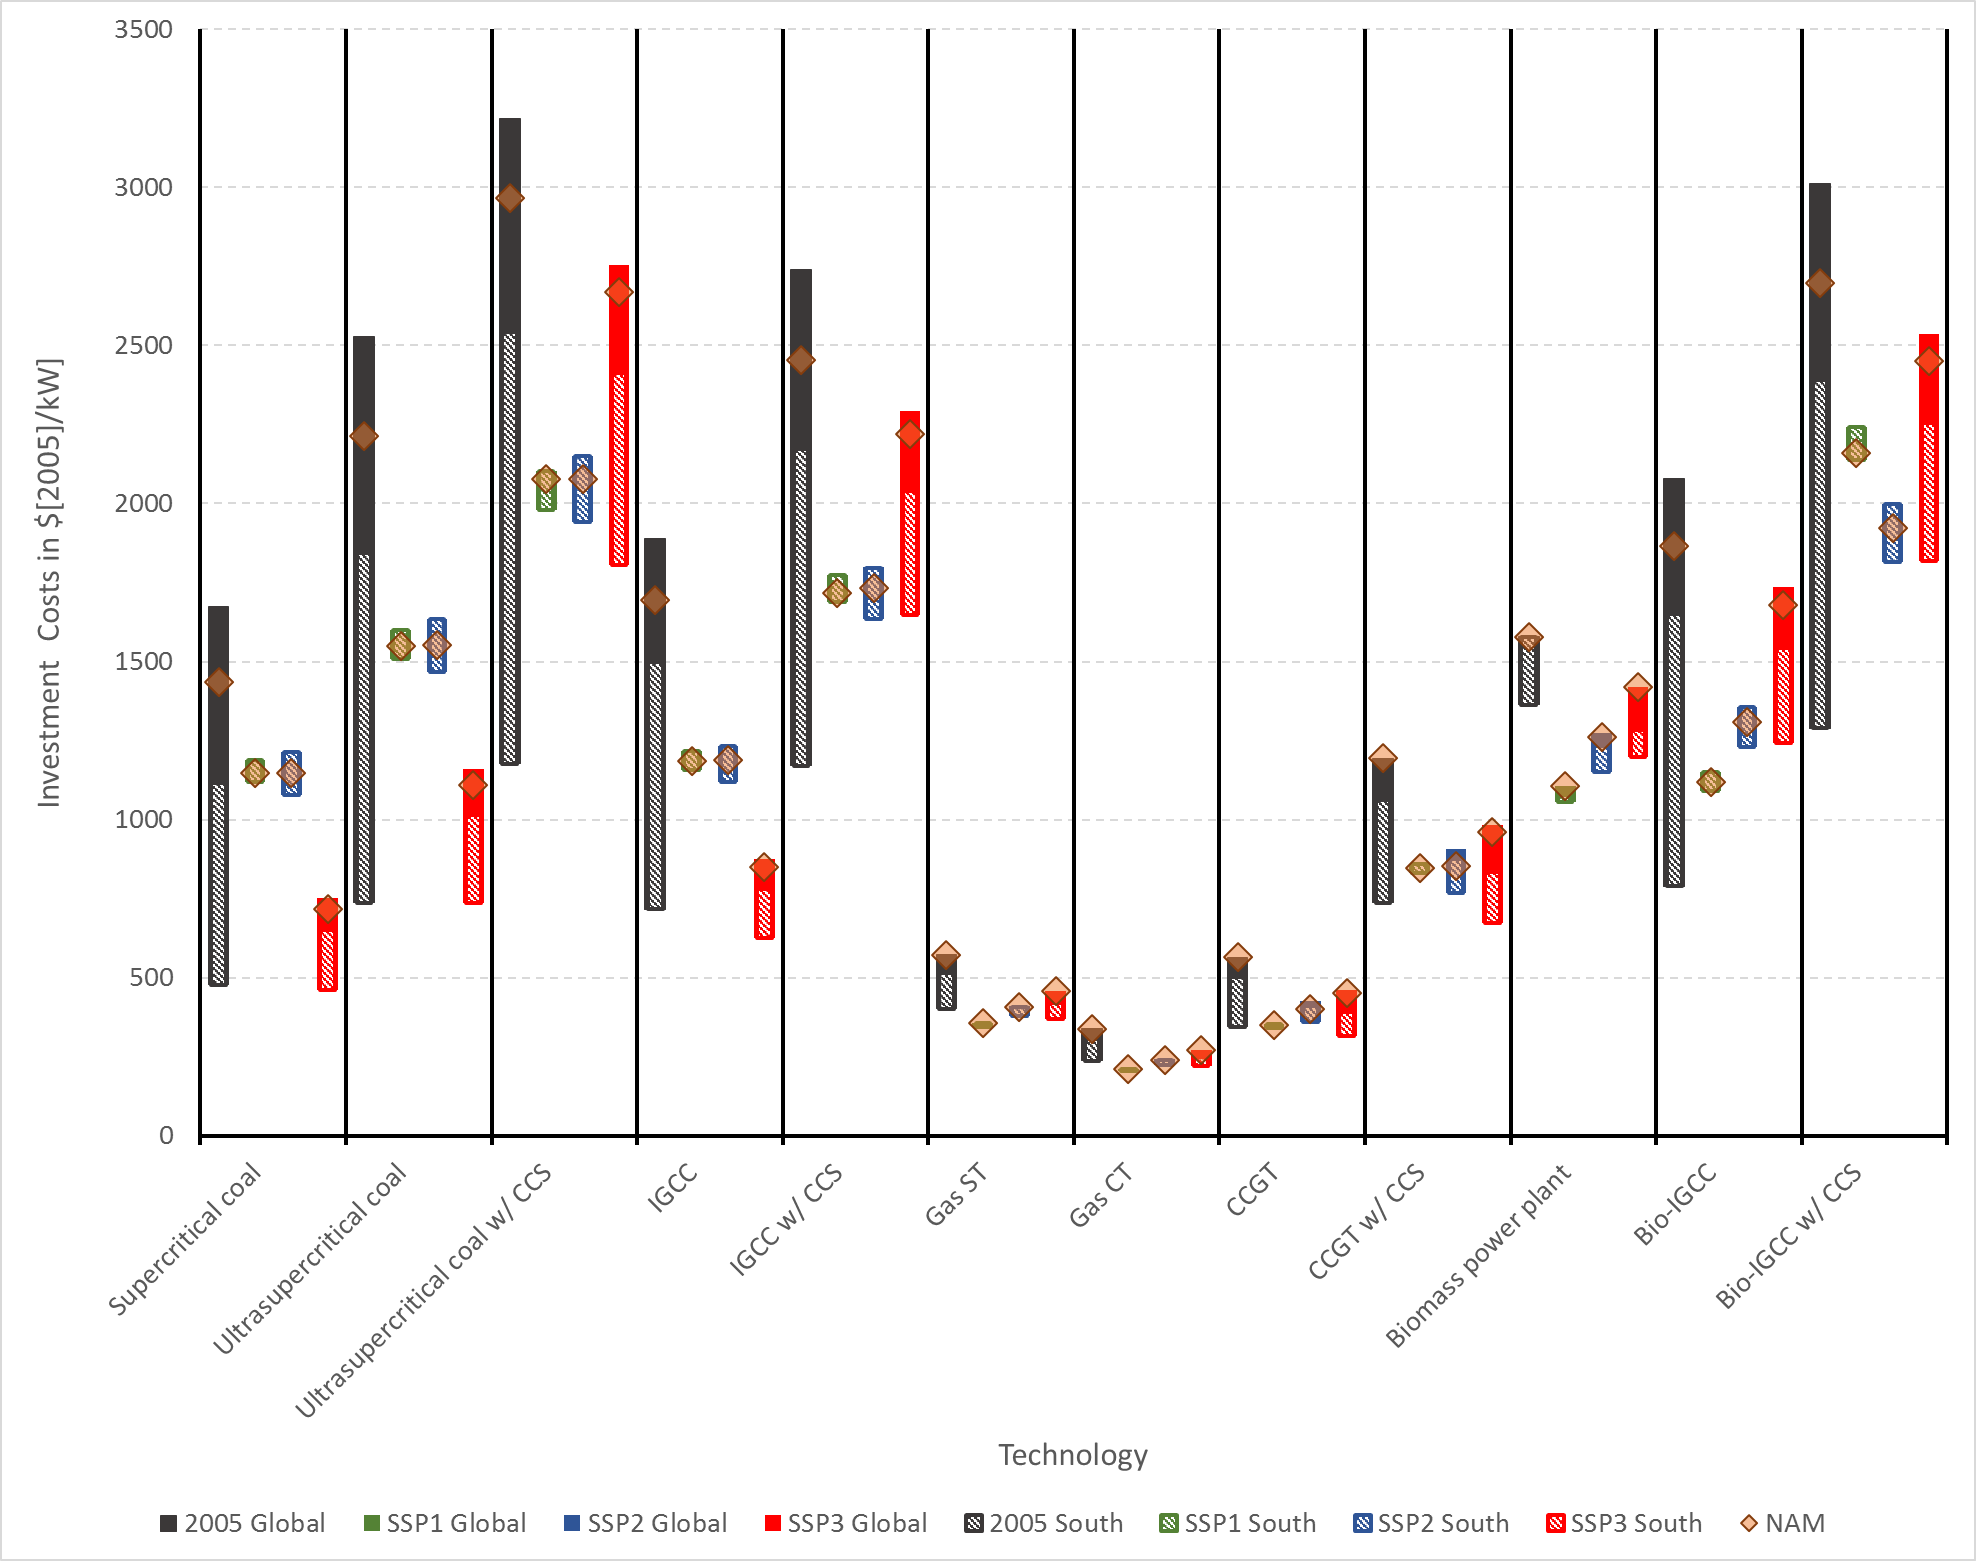 3500
3000
2500
2000
1500
1000
500
0
Investment Costs in $[2005]/kW]
Supercritical coal
Ultrasupercritical coal
Ultrasupercritical coal w/ CCS
IGCC
IGCC w/ CCS
Gas ST
Gas CT
CCGT
CCGT w/ CCS
Biomass power plant
Bio-IGCC
Bio-IGCC w/ CCS
Technology
2005 Global SSP1 Global SSP2 Global SSP3 Global 2005 South SSP1 South SSP2 South SSP3 South NAM